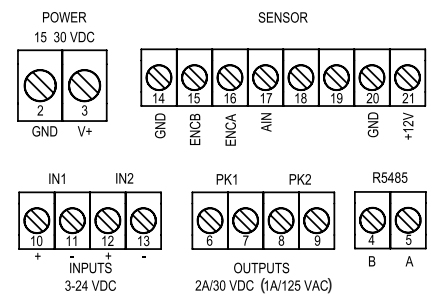 POWER
15 30 VDC
2 3
GND V+
SENSOR
14 15 16 17 18 19 20 21
GND ENCB ENCA AIN GND +12V
IN1 IN2
10 11 12 13
+ - + -
INPUTS
3-24 VDC
PK1 PK2
6 7 8 9
OUTPUTS
2A/30 VDC (1A/125 VAC)
R5485
4 5
B A